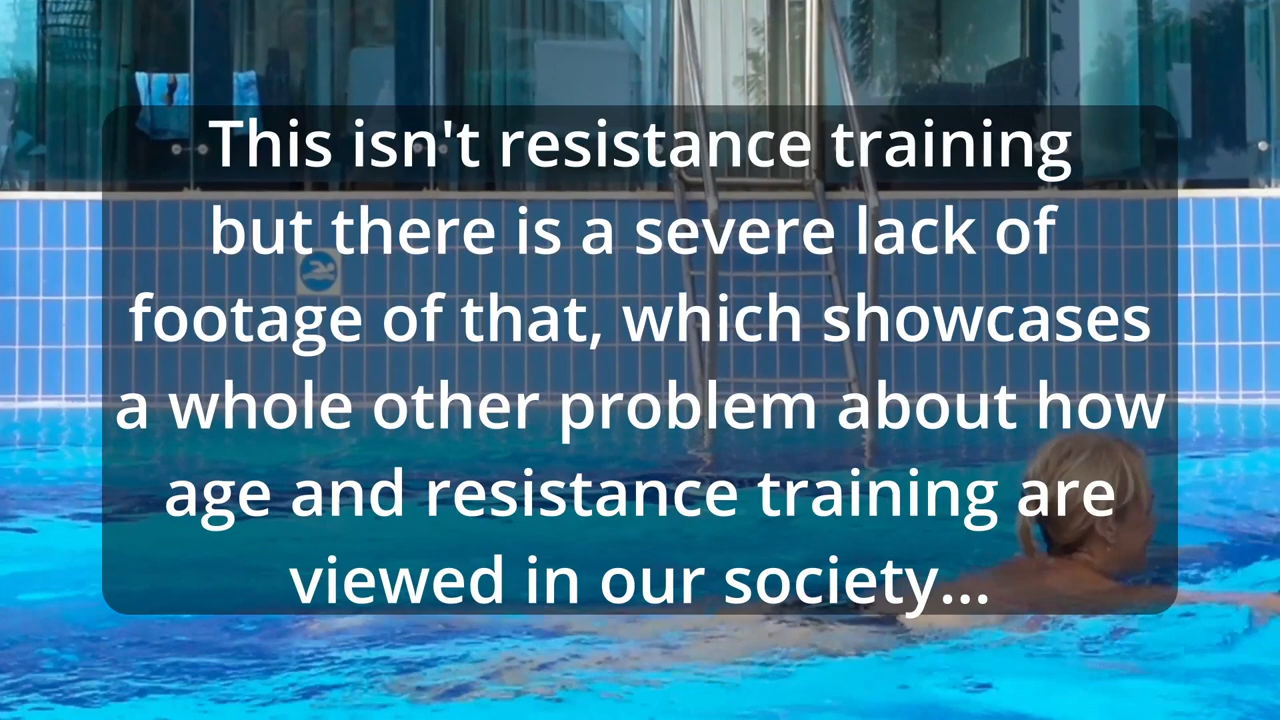 This isn't resistance training
but there is a severe lack of
footage of that, which showcases
a whole other problem about how
age and resistance training are
viewed in our society...